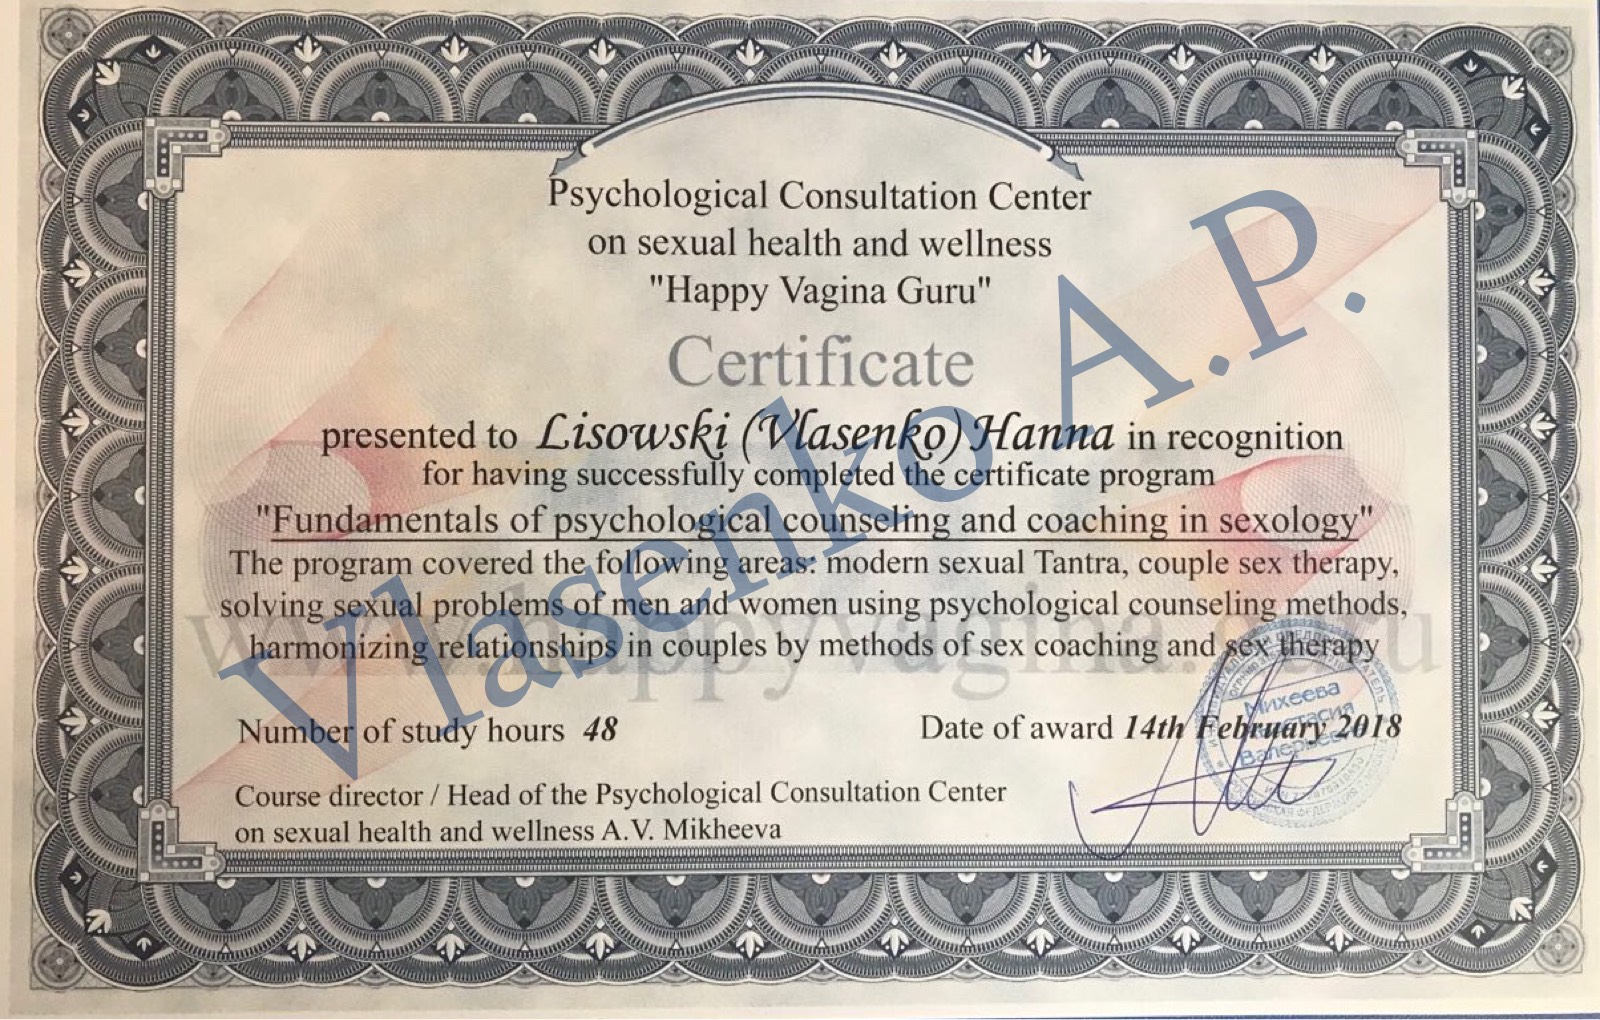 Psychological Consultation Center
on sexual health and wellness
"Happy Vagina Guru"
Certificate
presented to Lisowski (Vlasenko) Hanna in recognition
for having successfully completed the certificate program
"Fundamentals of psychological counseling and coaching in sexology"
The program covered the following areas: modern sexual Tantra, couple sex therapy,
solving sexual problems of men and women using psychological counseling methods,
harmonizing relationships in couples by methods of sex coaching and sex therapy
www.happyvagina.guru
Number of study hours 48
Date of award 14th February 2018
Course director / Head of the Psychological Consultation Center
on sexual health and wellness A.V. Mikheeva
Михеева
Vlasenko A.P.